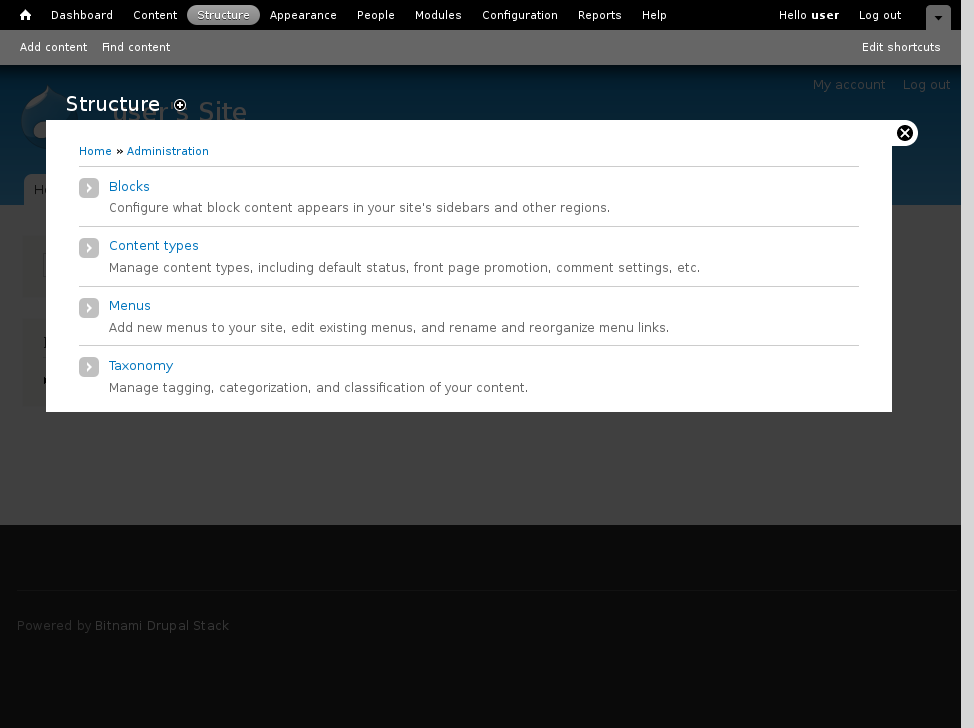 Dashboard Content Structure Appearance People Modules Configuration Reports Help Hello user Log out
Add content Find content Edit shortcuts
My account Log out
Structure
user's Site
Home » Administration
Blocks
Configure what block content appears in your site's sidebars and other regions.
Content types
Manage content types, including default status, front page promotion, comment settings, etc.
Menus
Add new menus to your site, edit existing menus, and rename and reorganize menu links.
Taxonomy
Manage tagging, categorization, and classification of your content.
Powered by Bitnami Drupal Stack